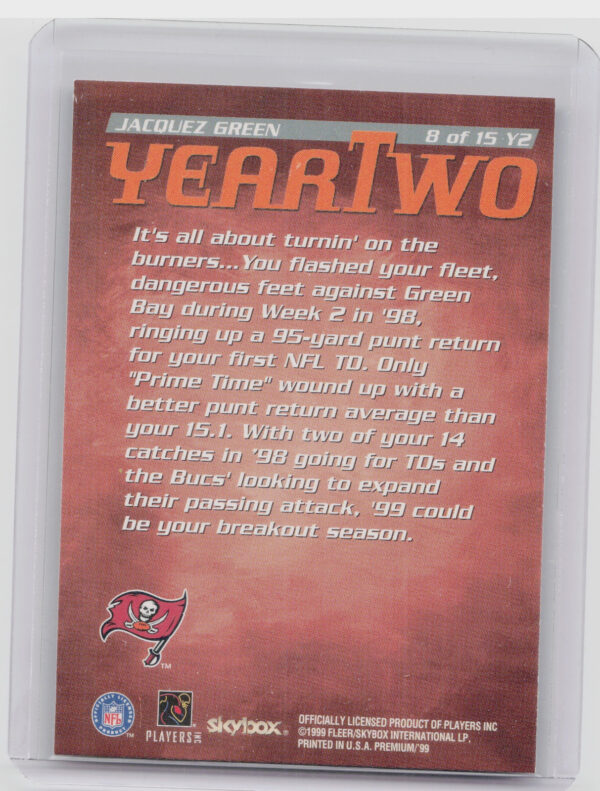 JACQUEZ GREEN
8 of 15 Y2
YEARTWO
It's all about turnin' on the
burners...You flashed your fleet,
dangerous feet against Green
Bay during Week 2 in '98,
ringing up a 95-yard punt return
for your first NFL TD. Only
"Prime Time" wound up with a
better punt return average than
your 15.1. With two of your 14
catches in '98 going for TDs and
the Bucs' looking to expand
their passing attack, '99 could
be your breakout season.
TM
NFL
TM
PLAYERS INC
skybox®
OFFICIALLY LICENSED PRODUCT OF PLAYERS INC
©1999 FLEER/SKYBOX INTERNATIONAL LP.
PRINTED IN U.S.A. PREMIUM/'99